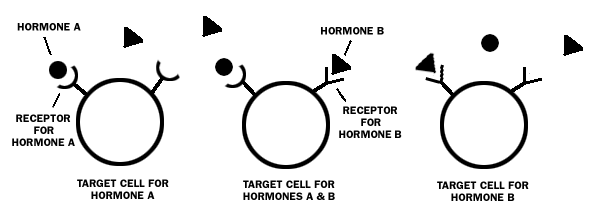 HORMONE A
RECEPTOR
FOR
HORMONE A
TARGET CELL FOR
HORMONE A
HORMONE B
RECEPTOR
FOR
HORMONE B
TARGET CELL FOR
HORMONES A & B
TARGET CELL FOR
HORMONE B